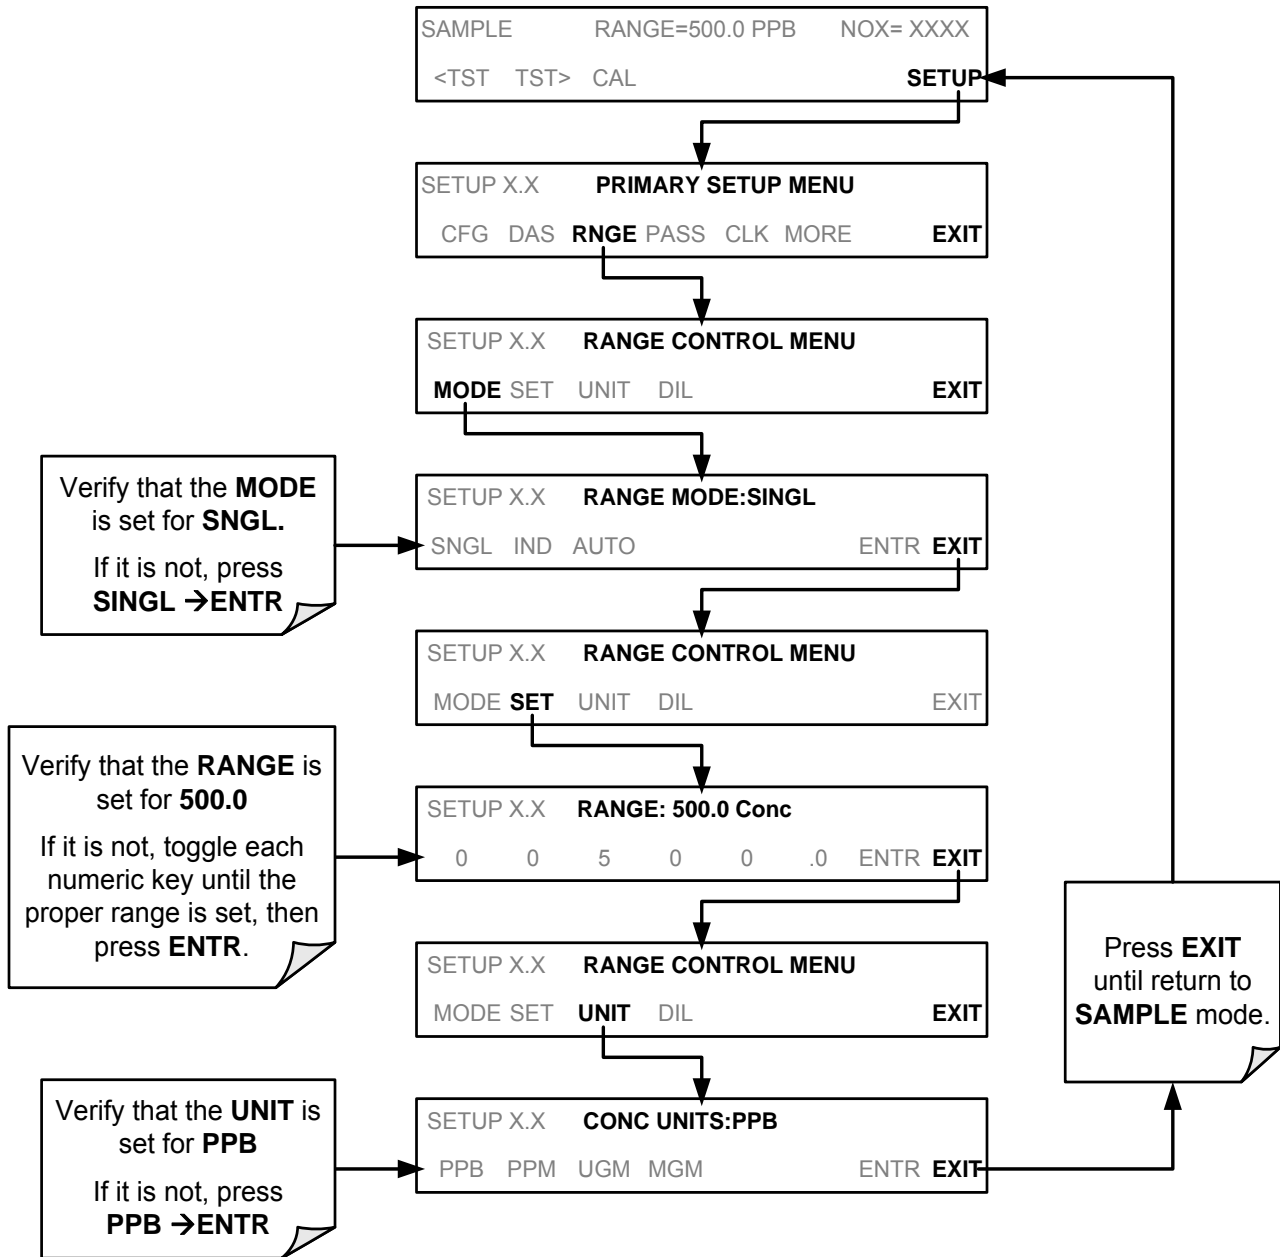 SAMPLE RANGE=500.0 PPB NOX= XXXX
<TST TST> CAL SETUP
SETUP X.X PRIMARY SETUP MENU
CFG DAS RNGE PASS CLK MORE EXIT
SETUP X.X RANGE CONTROL MENU
MODE SET UNIT DIL EXIT
Verify that the MODE
is set for SNGL.
If it is not, press
SINGL →ENTR
SETUP X.X RANGE MODE:SINGL
SNGL IND AUTO ENTR EXIT
SETUP X.X RANGE CONTROL MENU
MODE SET UNIT DIL EXIT
Verify that the RANGE is
set for 500.0
If it is not, toggle each
numeric key until the
proper range is set, then
press ENTR.
SETUP X.X RANGE: 500.0 Conc
0 0 5 0 0 .0 ENTR EXIT
SETUP X.X RANGE CONTROL MENU
MODE SET UNIT DIL EXIT
Verify that the UNIT is
set for PPB
If it is not, press
PPB →ENTR
SETUP X.X CONC UNITS:PPB
PPB PPM UGM MGM ENTR EXIT
Press EXIT
until return to
SAMPLE mode.